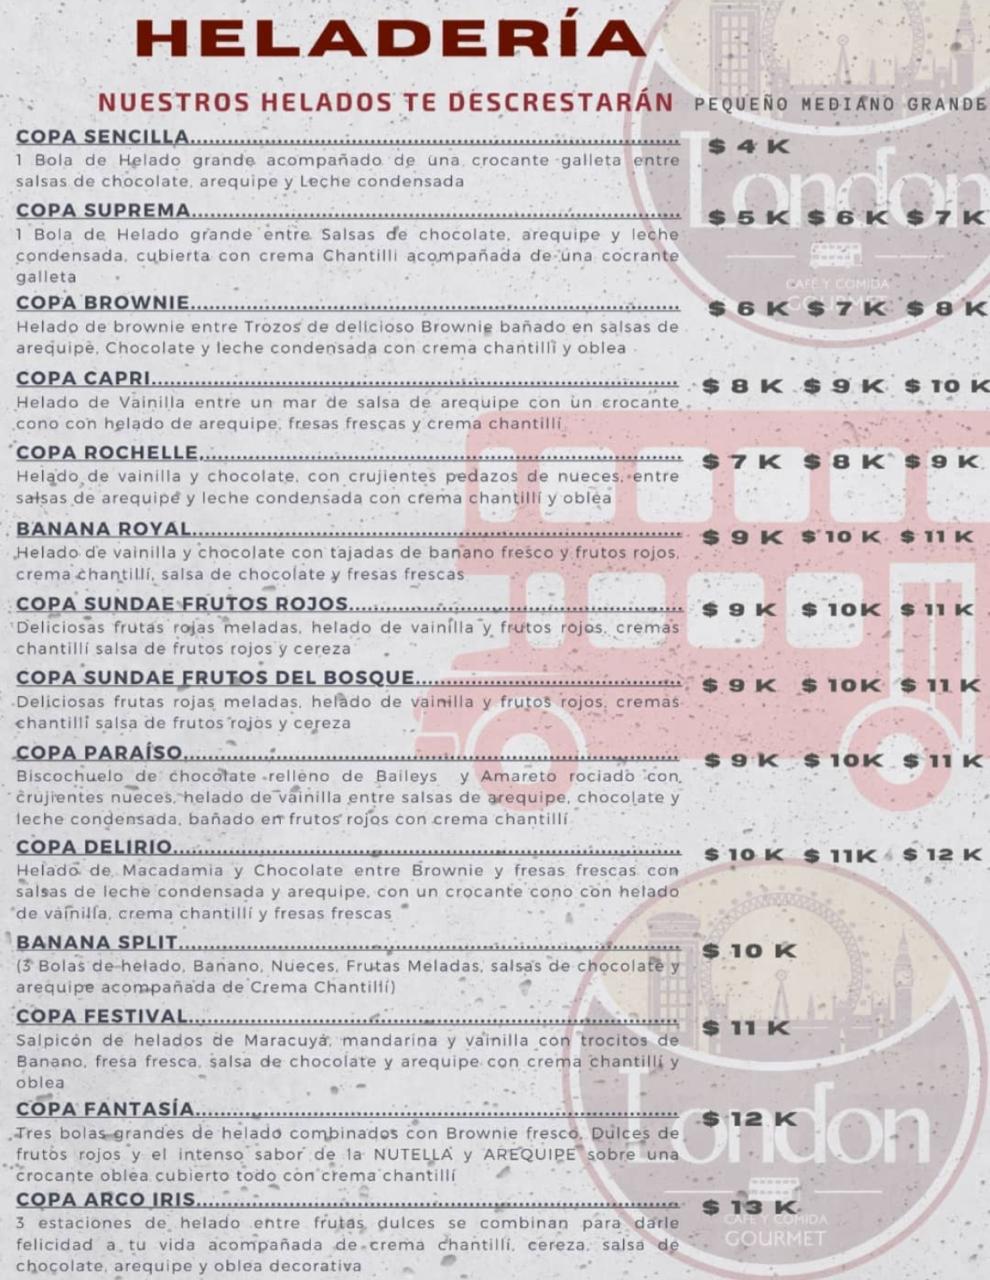 HELADERÍA
NUESTROS HELADOS TE DESCRESTARÁN PEQUEÑO MEDIANO GRANDE
COPA SENCILLA.......... $ 4 K
1 Bola de Helado grande acompañado de una crocante galleta entre
salsas de chocolate, arequipe y Leche condensada
COPA SUPREMA.......... $ 5 K $ 6 K $ 7 K
1 Bola de Helado grande entre Salsas de chocolate, arequipe y leche
condensada, cubierta con crema Chantilli acompañada de una cocrante
galleta
COPA BROWNIE.......... $ 6 K $ 7 K $ 8 K
Helado de brownie entre Trozos de delicioso Brownie bañado en salsas de
arequipe, Chocolate y leche condensada con crema chantillí y oblea
COPA CAPRI.......... $ 8 K $ 9 K $ 10 K
Helado de Vainilla entre un mar de salsa de arequipe con un crocante
cono con helado de arequipe, fresas frescas y crema chantillí
COPA ROCHELLE.......... $ 7 K $ 8 K $ 9 K
Helado de vainilla y chocolate, con crujientes pedazos de nueces, entre
salsas de arequipe y leche condensada con crema chantillí y oblea
BANANA ROYAL.......... $ 9 K $ 10 K $ 11 K
Helado de vainilla y chocolate con tajadas de banano fresco y frutos rojos,
crema chantillí, salsa de chocolate y fresas frescas
COPA SUNDAE FRUTOS ROJOS.......... $ 9 K $ 10K $ 11 K
Deliciosas frutas rojas meladas, helado de vainilla y frutos rojos, cremas
chantillí salsa de frutos rojos y cereza
COPA SUNDAE FRUTOS DEL BOSQUE.......... $ 9 K $ 10K $ 11 K
Deliciosas frutas rojas meladas, helado de vainilla y frutos rojos, cremas
chantillí salsa de frutos rojos y cereza
COPA PARAÍSO.......... $ 9 K $ 10K $ 11 K
Biscochuelo de chocolate relleno de Baileys y Amareto rociado con
crujientes nueces, helado de vainilla entre salsas de arequipe, chocolate y
leche condensada, bañado en frutos rojos con crema chantillí
COPA DELIRIO.......... $ 10 K $ 11K $ 12 K
Helado de Macadamia y Chocolate entre Brownie y fresas frescas con
salsas de leche condensada y arequipe, con un crocante cono con helado
de vainilla, crema chantillí y fresas frescas
BANANA SPLIT.......... $ 10 K
(3 Bolas de helado, Banano, Nueces, Frutas Meladas, salsas de chocolate y
arequipe acompañada de Crema Chantillí)
COPA FESTIVAL.......... $ 11 K
Salpicón de helados de Maracuyá, mandarina y vainilla con trocitos de
Banano, fresa fresca, salsa de chocolate y arequipe con crema chantillí y
oblea
COPA FANTASÍA.......... $ 12 K
Tres bolas grandes de helado combinados con Brownie fresco, Dulces de
frutos rojos y el intenso sabor de la NUTELLA y AREQUIPE sobre una
crocante oblea cubierto todo con crema chantillí
COPA ARCO IRIS.......... $ 13 K
3 estaciones de helado entre frutas dulces se combinan para darle
felicidad a tu vida acompañada de crema chantillí, cereza, salsa de
chocolate, arequipe y oblea decorativa
London
CAFE Y COMIDA
GOURMET
London
CAFE Y COMIDA
GOURMET